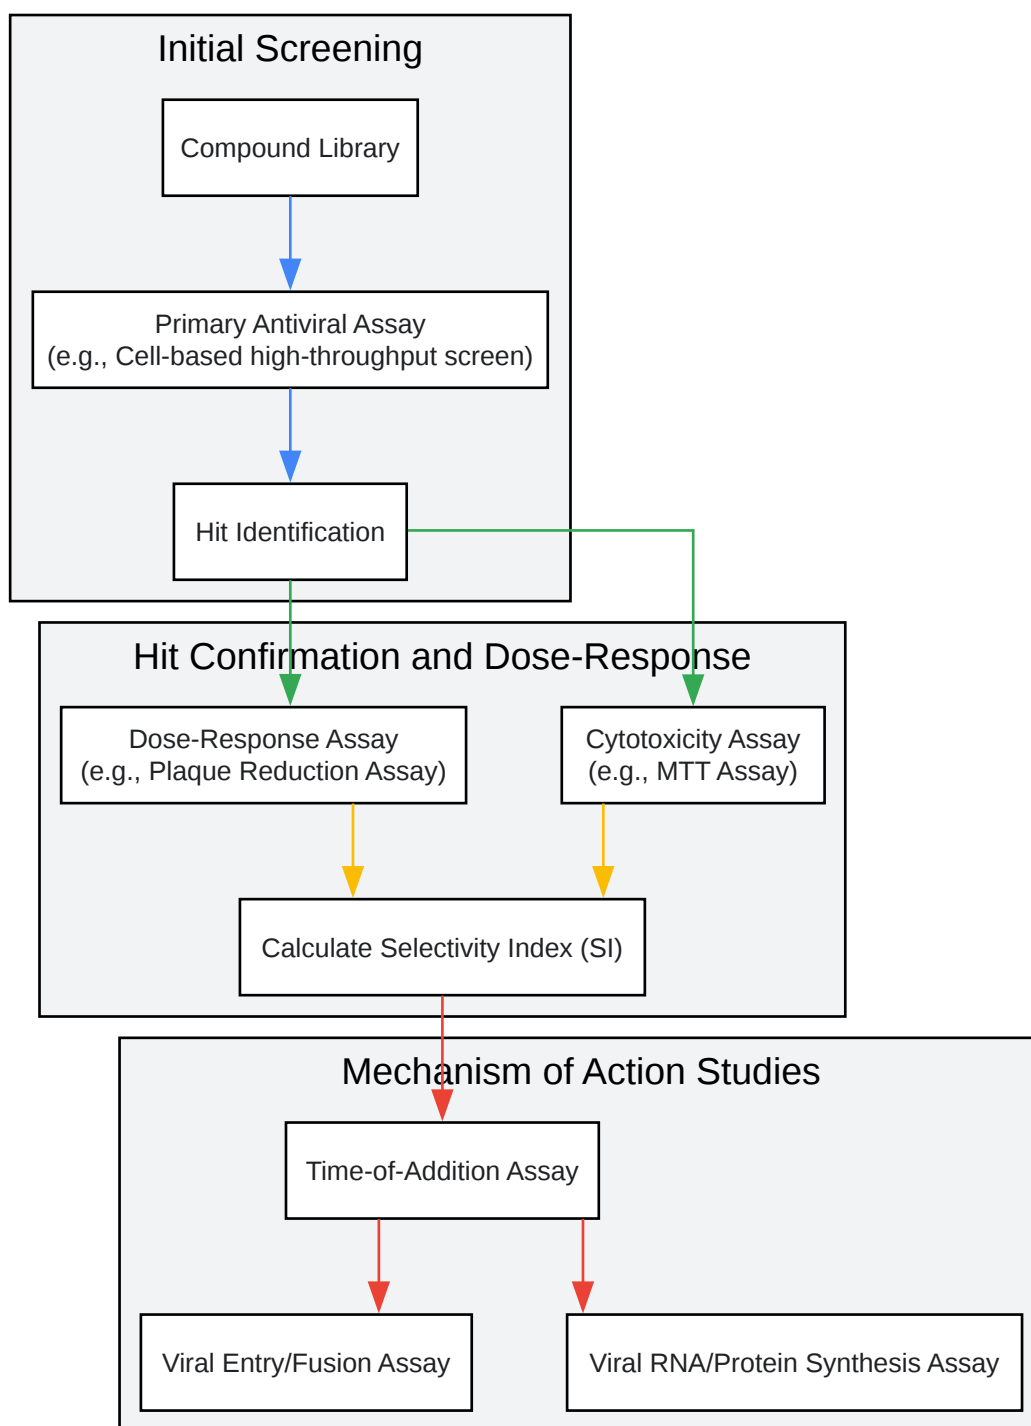 Initial Screening
Compound Library
Primary Antiviral Assay
(e.g., Cell-based high-throughput screen)
Hit Identification
Hit Confirmation and Dose-Response
Dose-Response Assay
(e.g., Plaque Reduction Assay)
Cytotoxicity Assay
(e.g., MTT Assay)
Calculate Selectivity Index (SI)
Mechanism of Action Studies
Time-of-Addition Assay
Viral Entry/Fusion Assay
Viral RNA/Protein Synthesis Assay